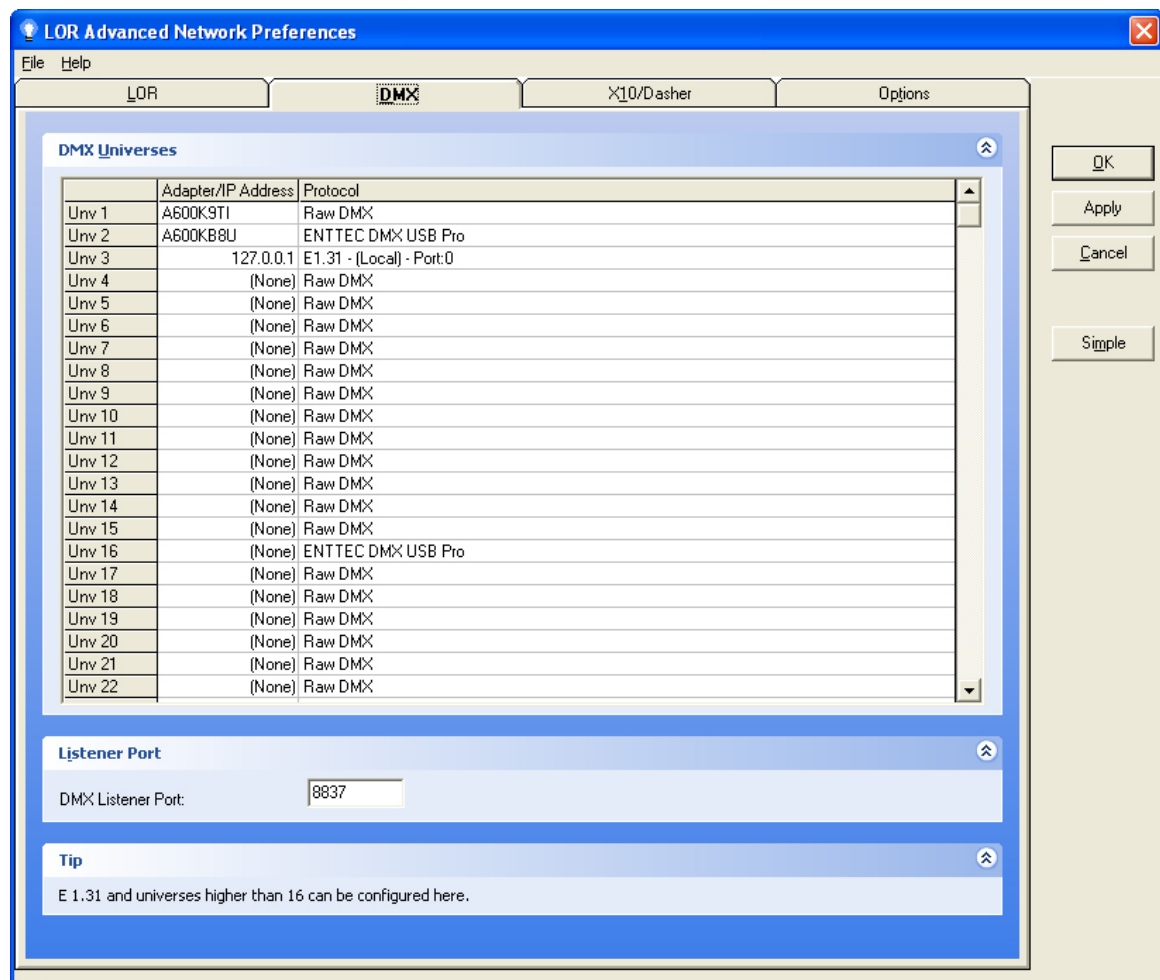 LOR Advanced Network Preferences
File Help
LOR DMX X10/Dasher Options
DMX Universes
Adapter/IP Address Protocol
Unv 1 A600K9TI Raw DMX
Unv 2 A600KB8U ENTTEC DMX USB Pro
Unv 3 127.0.0.1 E1.31 - (Local) - Port:0
Unv 4 (None) Raw DMX
Unv 5 (None) Raw DMX
Unv 6 (None) Raw DMX
Unv 7 (None) Raw DMX
Unv 8 (None) Raw DMX
Unv 9 (None) Raw DMX
Unv 10 (None) Raw DMX
Unv 11 (None) Raw DMX
Unv 12 (None) Raw DMX
Unv 13 (None) Raw DMX
Unv 14 (None) Raw DMX
Unv 15 (None) Raw DMX
Unv 16 (None) ENTTEC DMX USB Pro
Unv 17 (None) Raw DMX
Unv 18 (None) Raw DMX
Unv 19 (None) Raw DMX
Unv 20 (None) Raw DMX
Unv 21 (None) Raw DMX
Unv 22 (None) Raw DMX
Listener Port
DMX Listener Port: 8837
Tip
E 1.31 and universes higher than 16 can be configured here.
OK
Apply
Cancel
Simple